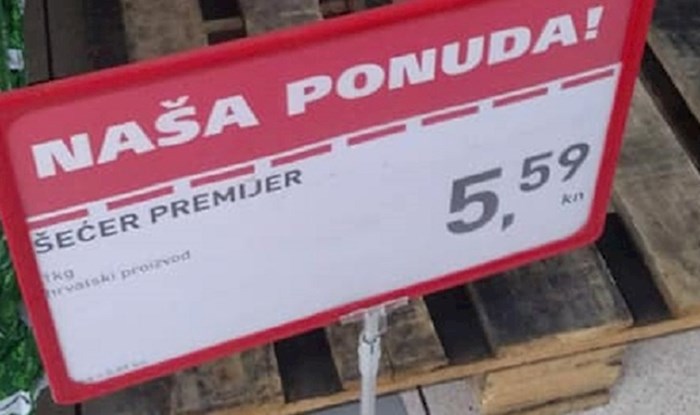 NAŠA PONUDA!
ŠEĆER PREMIJER
1kg
hrvatski proizvod
5,59
kn